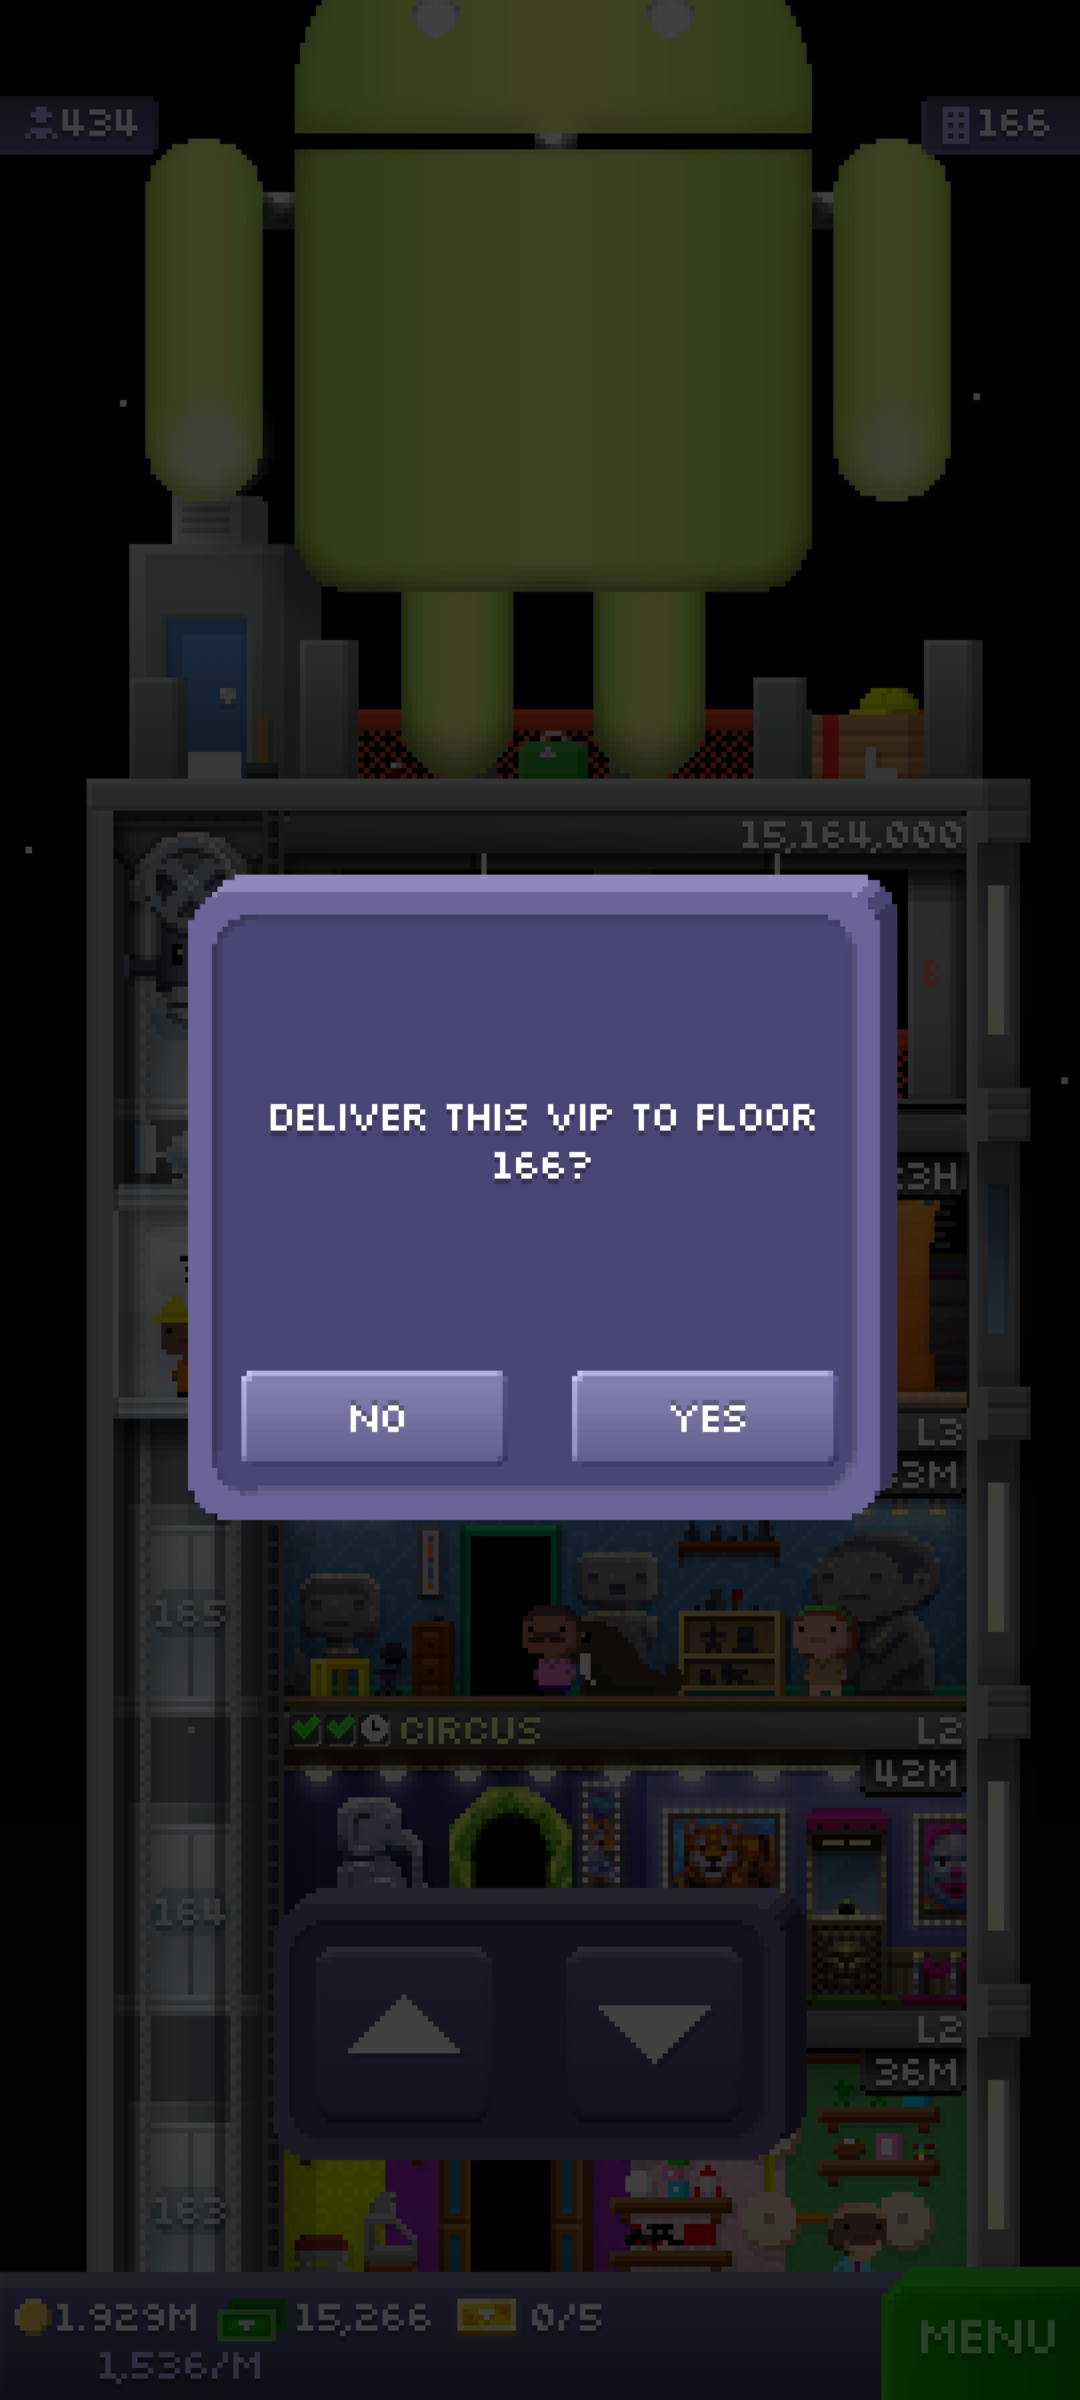 434
166
15,164,000
DELIVER THIS VIP TO FLOOR
166?
NO
YES
3H
L3
3M
165
CIRCUS
L2
42M
164
L2
36M
163
1.929M
15,266
0/5
1,536/M
MENU